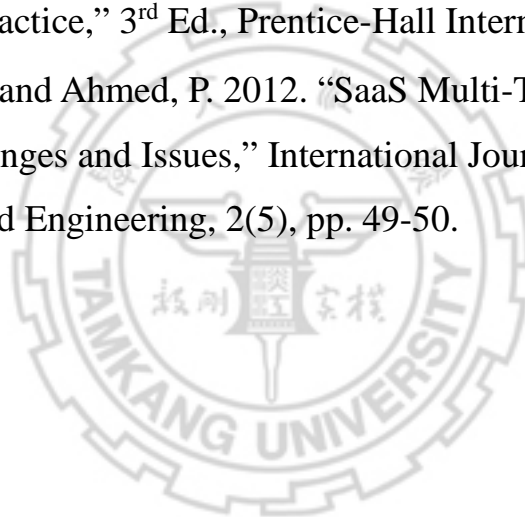 actice,” 3rd Ed., Prentice-Hall Intern
and Ahmed, P. 2012. “SaaS Multi-T
nges and Issues,” International Jour
d Engineering, 2(5), pp. 49-50.
TAMKANG UNIVERSITY